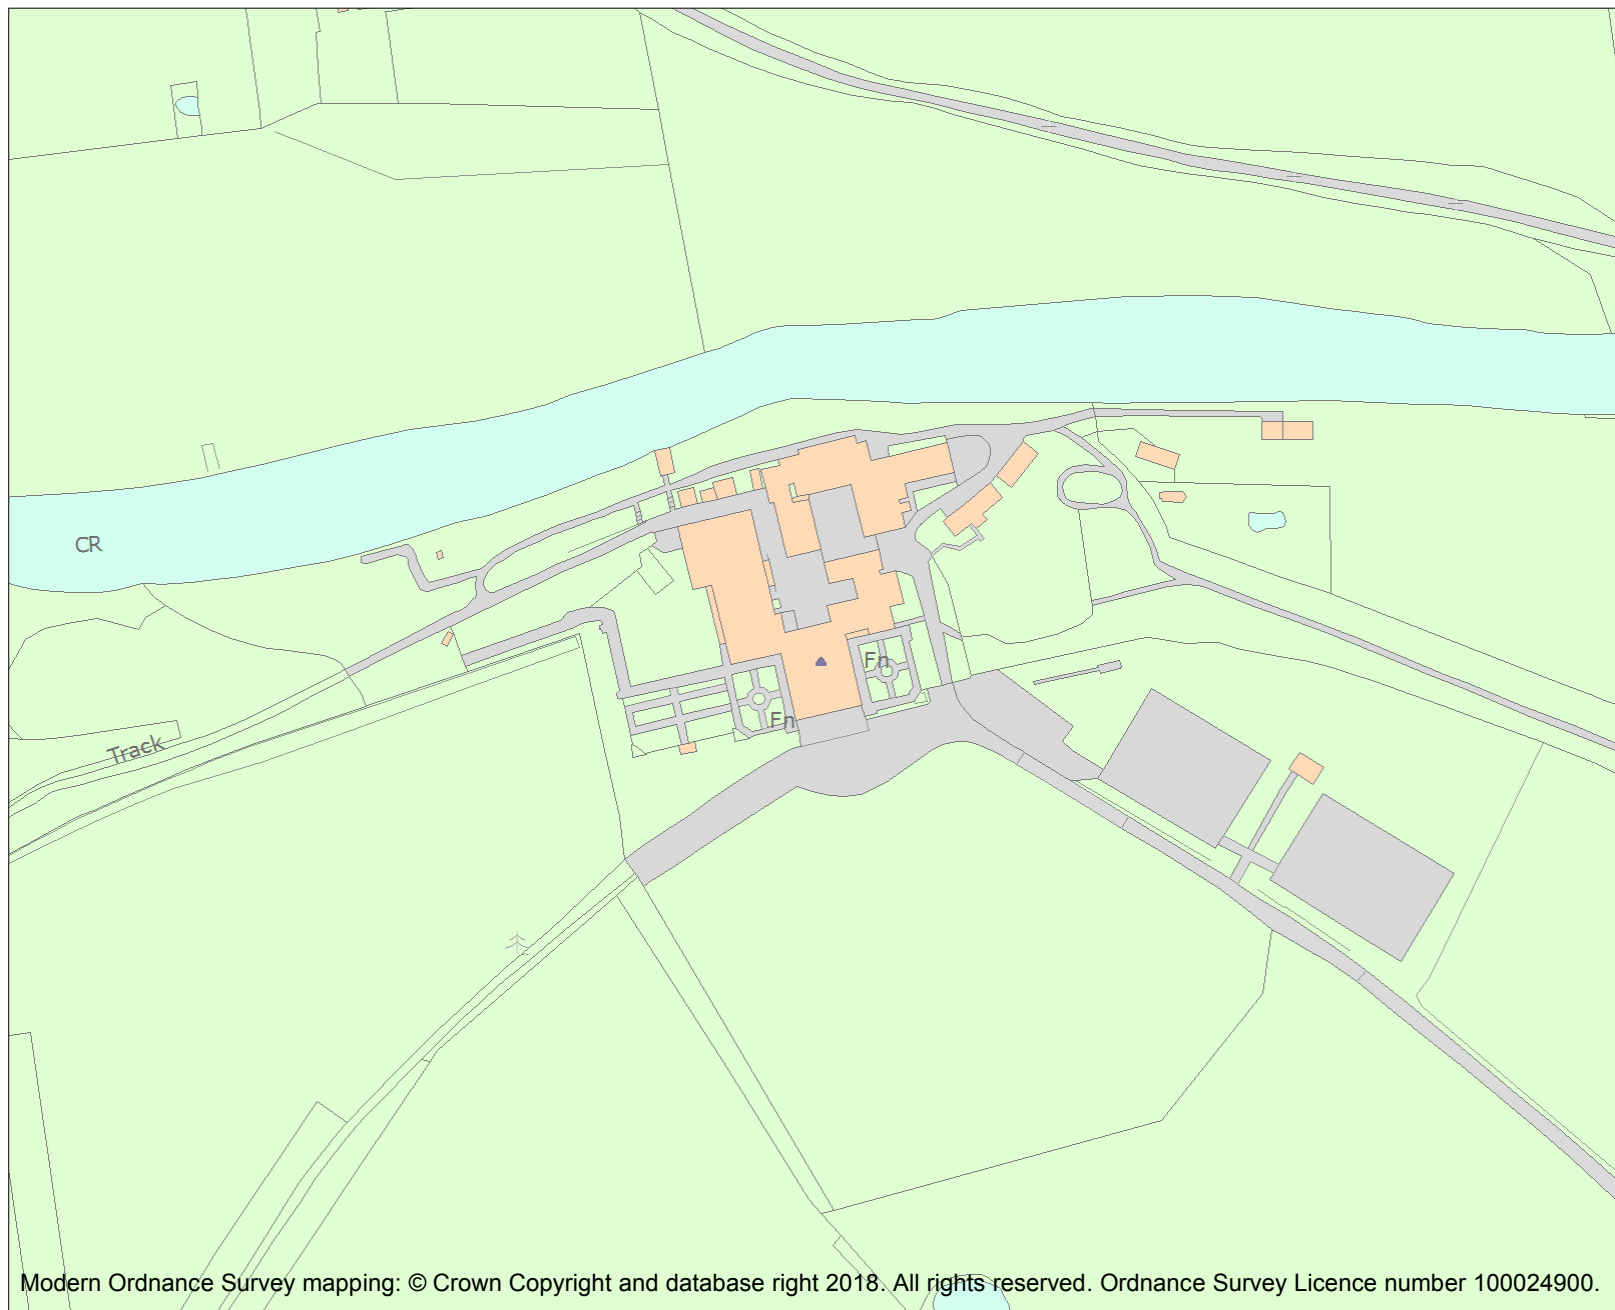 CR
Fn
Fn
Track
Modern Ordnance Survey mapping: © Crown Copyright and database right 2018. All rights reserved. Ordnance Survey Licence number 100024900.